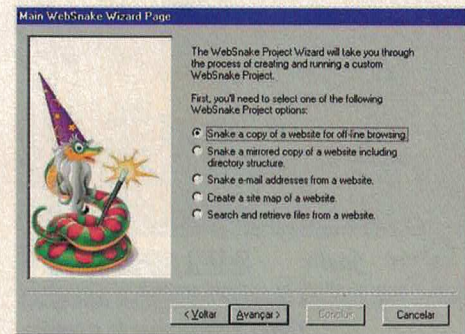 Main WebSnake Wizard Page
The WebSnake Project Wizard will take you through
the process of creating and running a custom
WebSnake Project.
First, you'll need to select one of the following
WebSnake Project options:
Snake a copy of a website for off-line browsing.
Snake a mirrored copy of a website including
directory structure.
Snake e-mail addresses from a website.
Create a site map of a website.
Search and retrieve files from a website.
< Voltar
Avançar >
Concluir
Cancelar